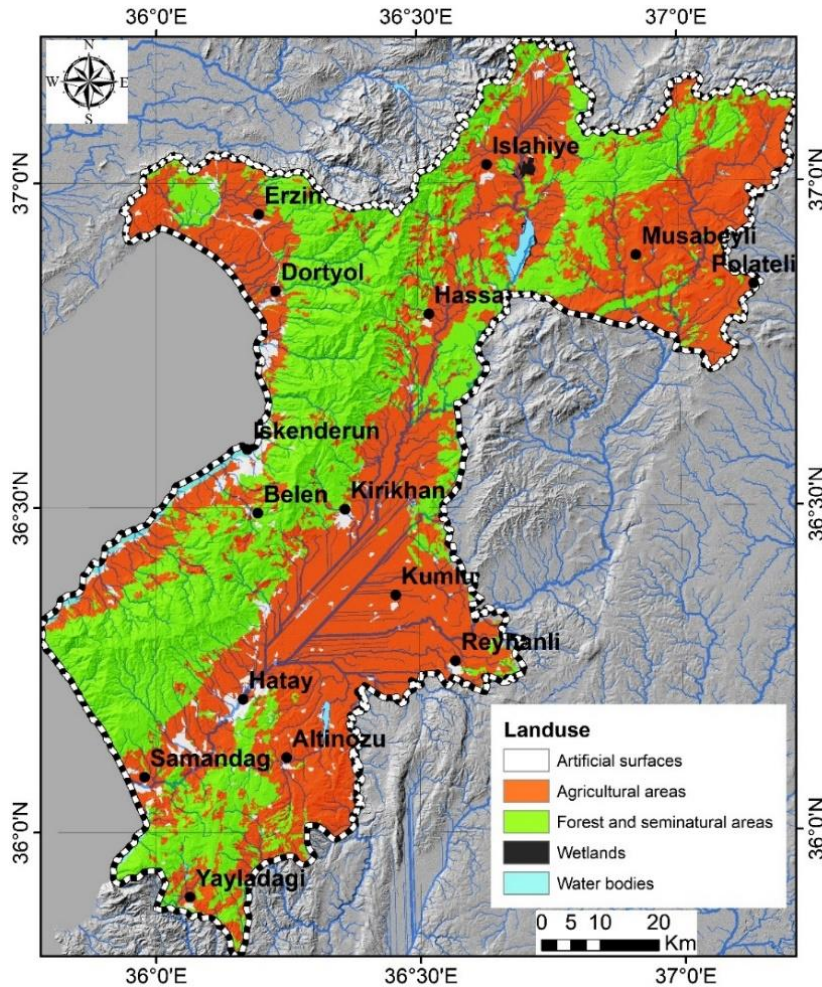 36°0'E 36°30'E 37°0'E
N
W E
S
37°0'N 37°0'N
Islahiye
Erzin
Musabeyli
Polateli
Dortyol
Hassa
Iskenderun
36°30'N 36°30'N
Belen
Kirikhan
Kumlu
Reyhanli
Hatay
Altinozu
Samandag
36°0'N 36°0'N
Yayladagi
Landuse
Artificial surfaces
Agricultural areas
Forest and seminatural areas
Wetlands
Water bodies
0 5 10 20
Km
36°0'E 36°30'E 37°0'E